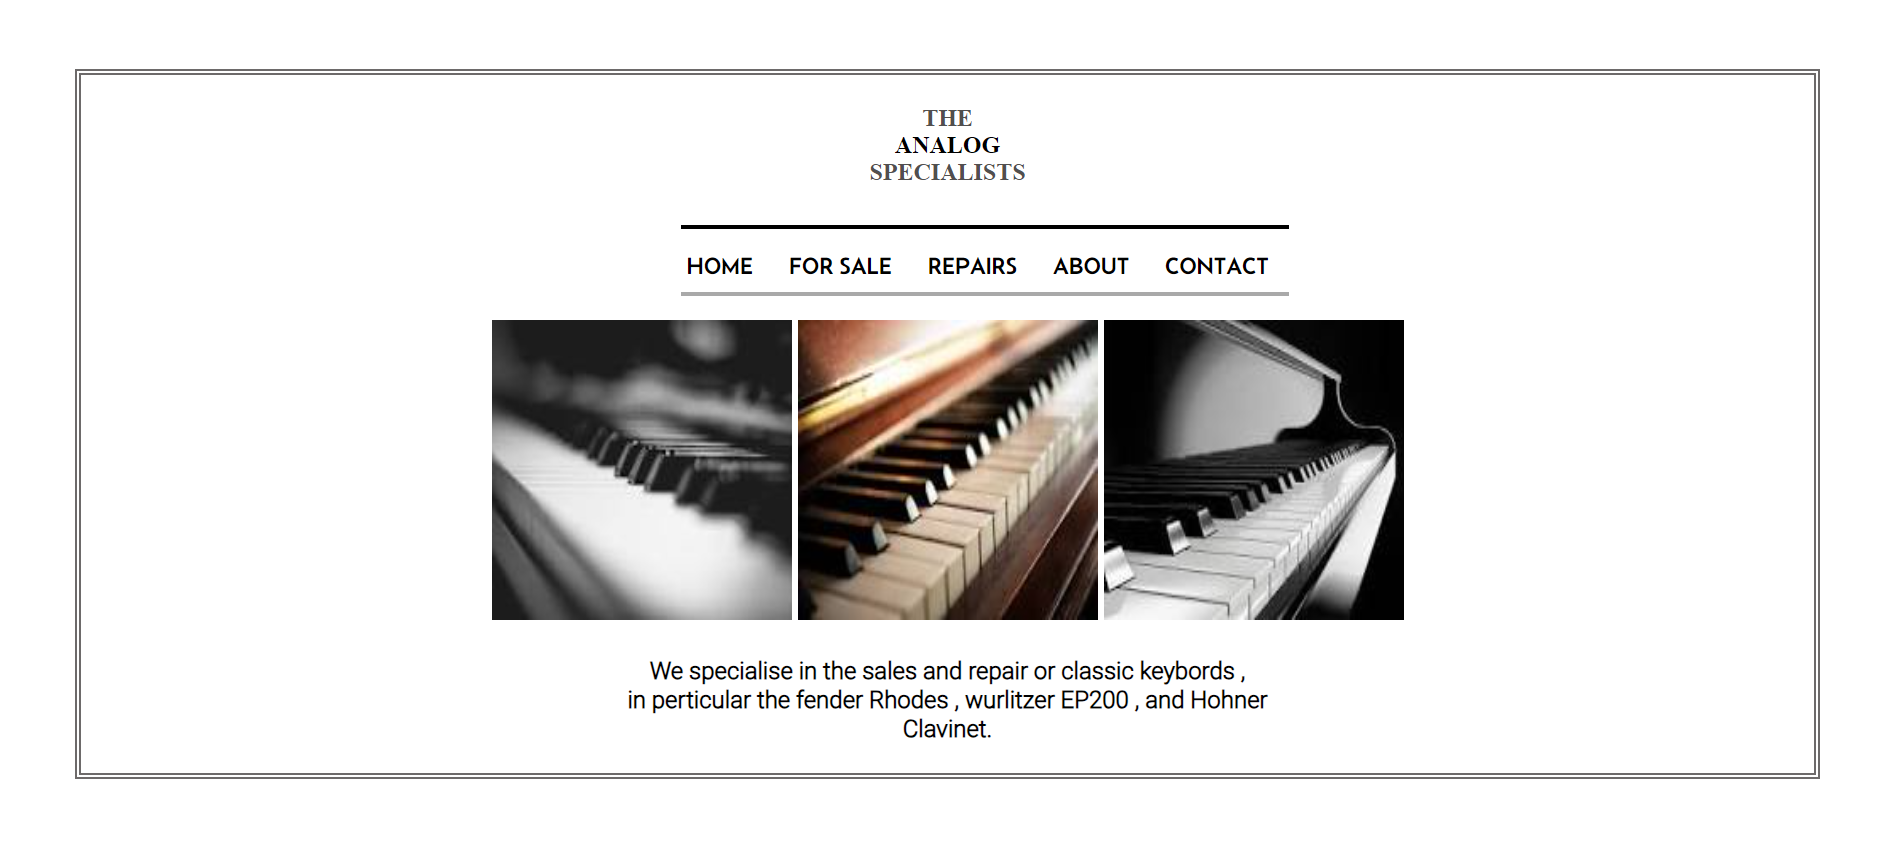 THE
ANALOG
SPECIALISTS
HOME FOR SALE REPAIRS ABOUT CONTACT
We specialise in the sales and repair or classic keybords ,
in perticular the fender Rhodes , wurlitzer EP200 , and Hohner
Clavinet.